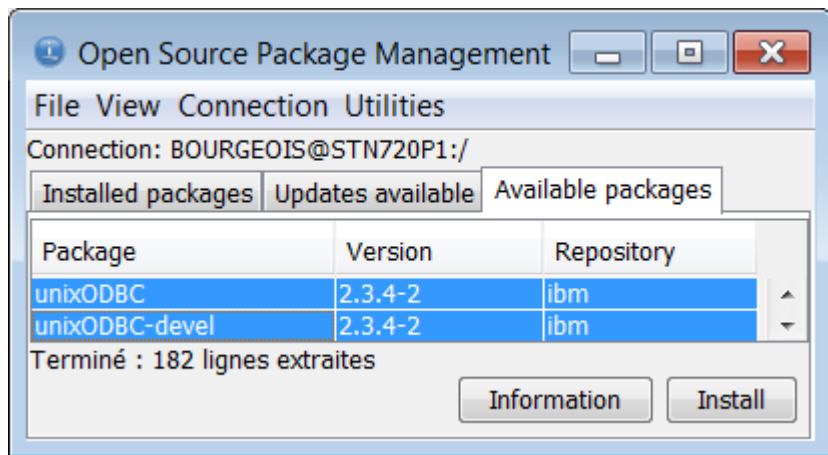 Open Source Package Management
File View Connection Utilities
Connection: BOURGEOIS@STN720P1:/
Installed packages Updates available Available packages
Package Version Repository
unixODBC 2.3.4-2 ibm
unixODBC-devel 2.3.4-2 ibm
Terminé : 182 lignes extraites
Information Install